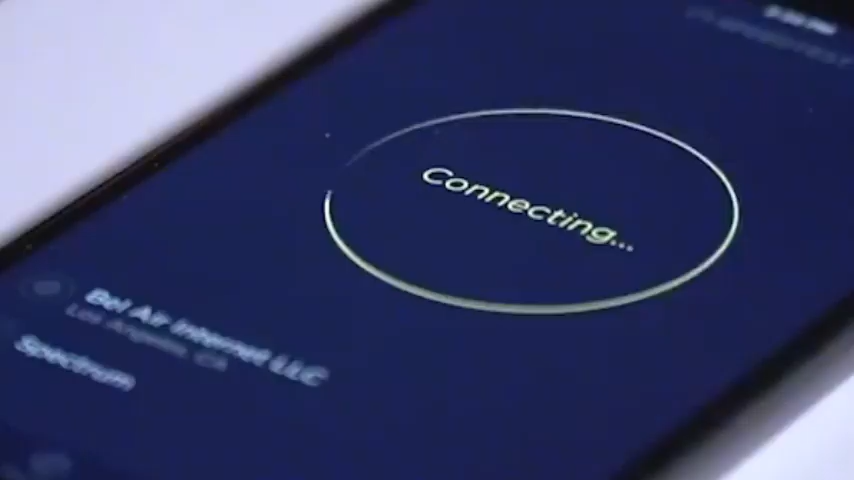 Connecting...
Bel Air Internet LLC
Los Angeles, CA
Spectrum